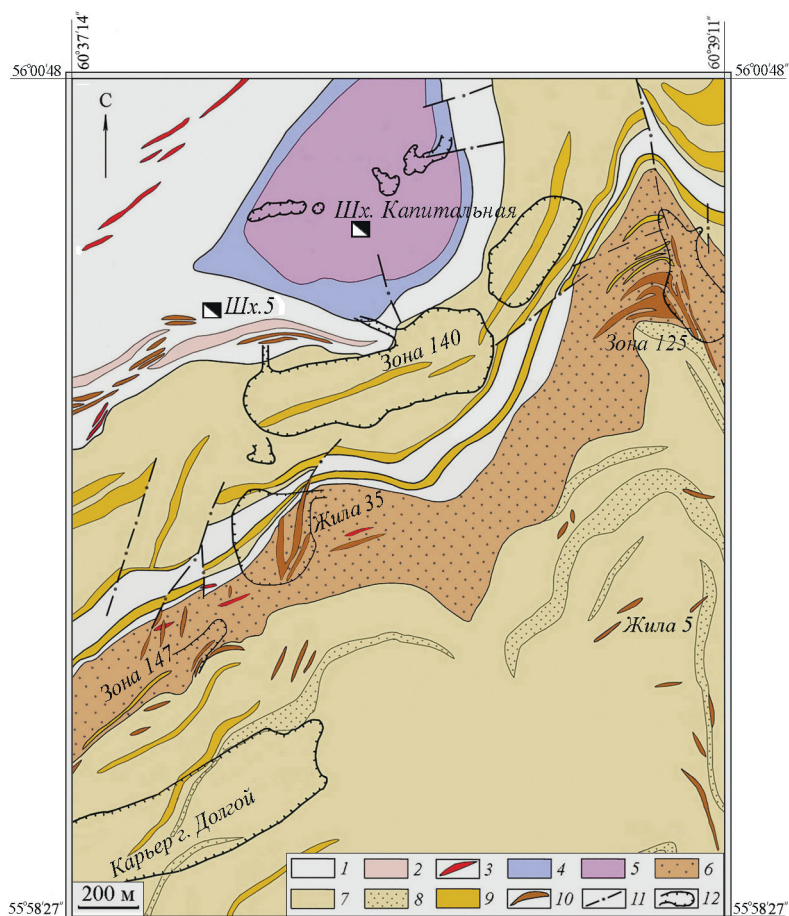 60°37'14"
60°39'11"
56°00'48
56°00'48"
С
Шх. Капитальная
Шх.5
Зона 140
Зона 125
Жила 35
Жила 5
Зона 147
Карьер г. Долгой
200 м
1 2 3 4 5 6
7 8 9 10 11 12
55°58'27"
55°58'27"